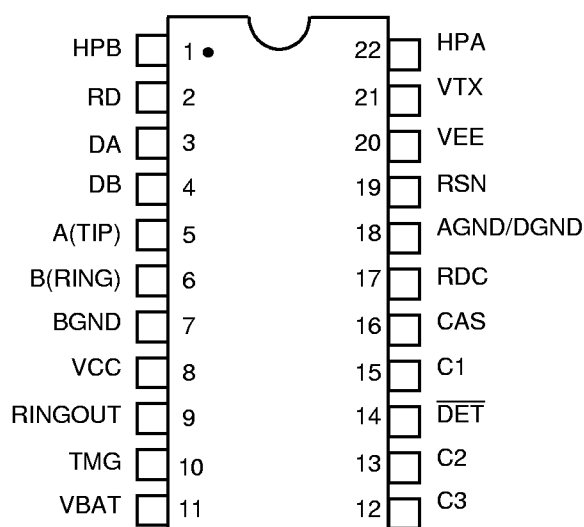 HPB 1 22 HPA
RD 2 21 VTX
DA 3 20 VEE
DB 4 19 RSN
A(TIP) 5 18 AGND/DGND
B(RING) 6 17 RDC
BGND 7 16 CAS
VCC 8 15 C1
RINGOUT 9 14 DET
TMG 10 13 C2
VBAT 11 12 C3